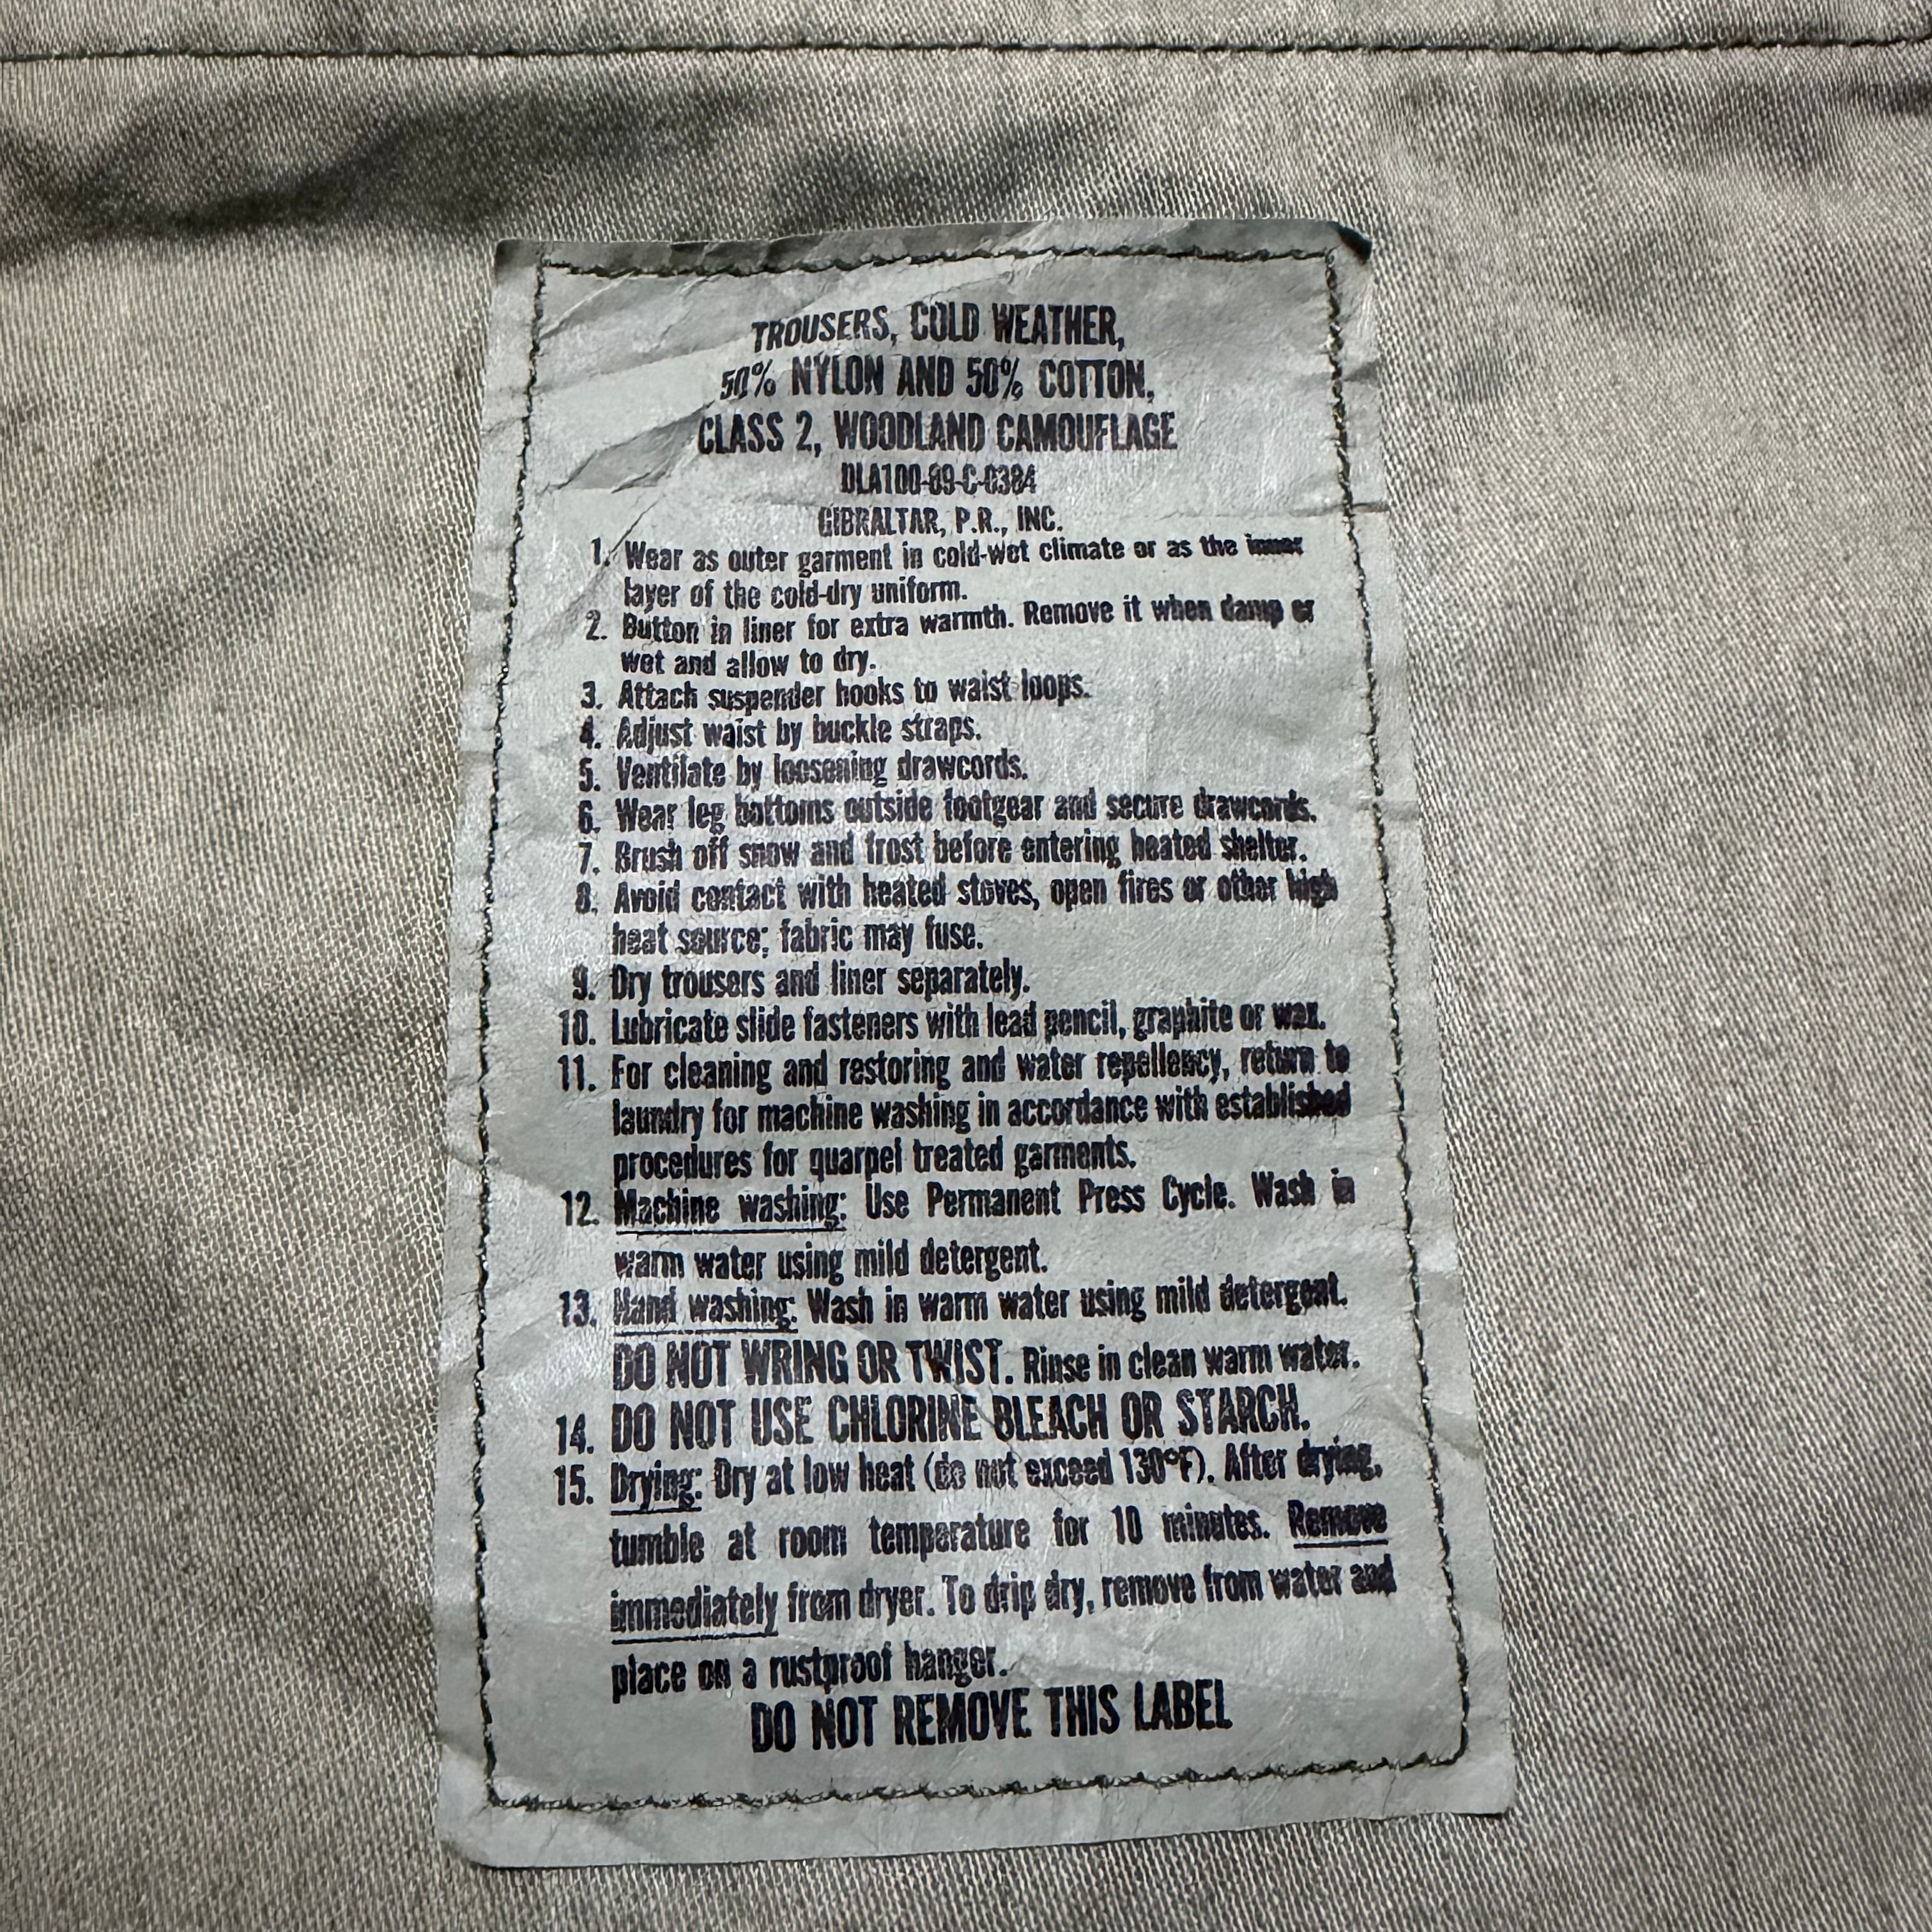 TROUSERS, COLD WEATHER,
50% NYLON AND 50% COTTON,
CLASS 2, WOODLAND CAMOUFLAGE
DLA100-89-C-0384
GIBRALTAR, P.R., INC.
1. Wear as outer garment in cold-wet climate or as the inner
layer of the cold-dry uniform.
2. Button in liner for extra warmth. Remove it when damp or
wet and allow to dry.
3. Attach suspender hooks to waist loops.
4. Adjust waist by buckle straps.
5. Ventilate by loosening drawcords.
6. Wear leg bottoms outside footgear and secure drawcords.
7. Brush off snow and frost before entering heated shelter.
8. Avoid contact with heated stoves, open fires or other high
heat source; fabric may fuse.
9. Dry trousers and liner separately.
10. Lubricate slide fasteners with lead pencil, graphite or wax.
11. For cleaning and restoring and water repellency, return to
laundry for machine washing in accordance with established
procedures for quarpel treated garments.
12. Machine washing: Use Permanent Press Cycle. Wash in
warm water using mild detergent.
13. Hand washing: Wash in warm water using mild detergent.
DO NOT WRING OR TWIST. Rinse in clean warm water.
14. DO NOT USE CHLORINE BLEACH OR STARCH.
15. Drying: Dry at low heat (do not exceed 130°F). After drying,
tumble at room temperature for 10 minutes. Remove
immediately from dryer. To drip dry, remove from water and
place on a rustproof hanger.
DO NOT REMOVE THIS LABEL